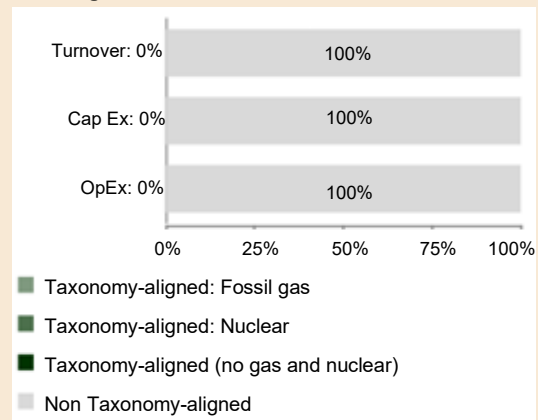 Turnover: 0% 100%
Cap Ex: 0% 100%
OpEx: 0% 100%
0% 25% 50% 75% 100%
Taxonomy-aligned: Fossil gas
Taxonomy-aligned: Nuclear
Taxonomy-aligned (no gas and nuclear)
Non Taxonomy-aligned